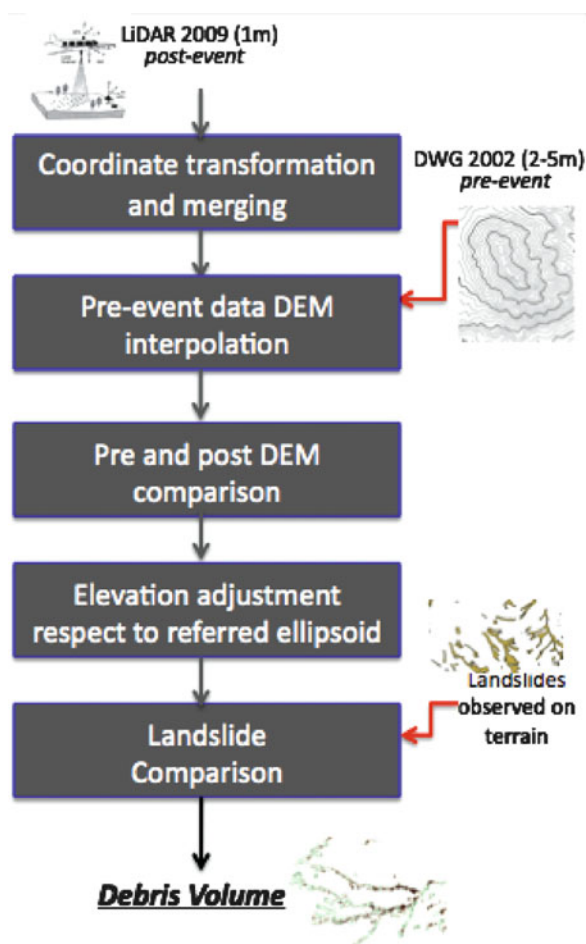 LiDAR 2009 (1m)
post-event
Coordinate transformation
and merging
DWG 2002 (2-5m)
pre-event
Pre-event data DEM
interpolation
Pre and post DEM
comparison
Elevation adjustment
respect to referred ellipsoid
Landslides
observed on
terrain
Landslide
Comparison
Debris Volume